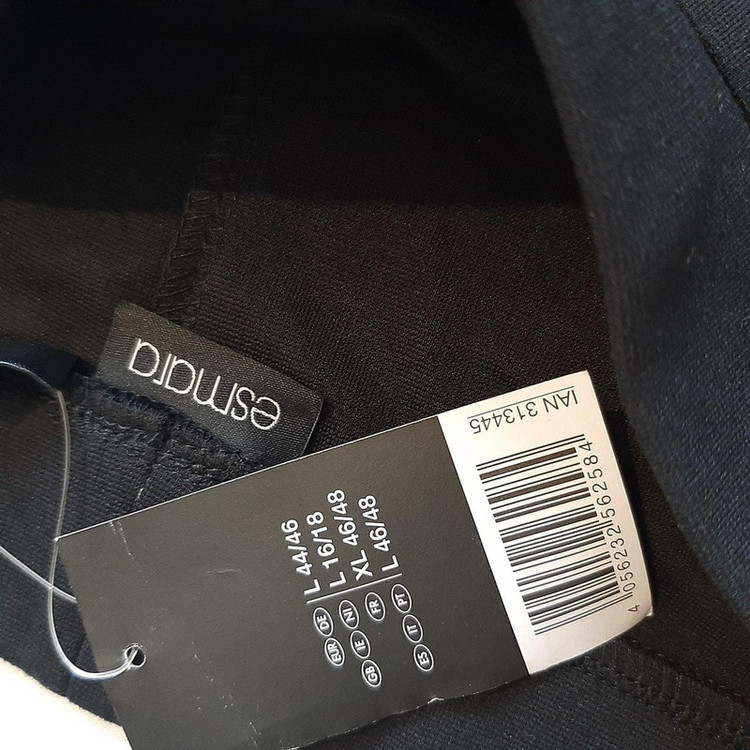 esmara
EUR DE L 44/46
GB IE NI L 16/18
FR XL 46/48
ES IT PT L 46/48
IAN 313445
4 056232 562584